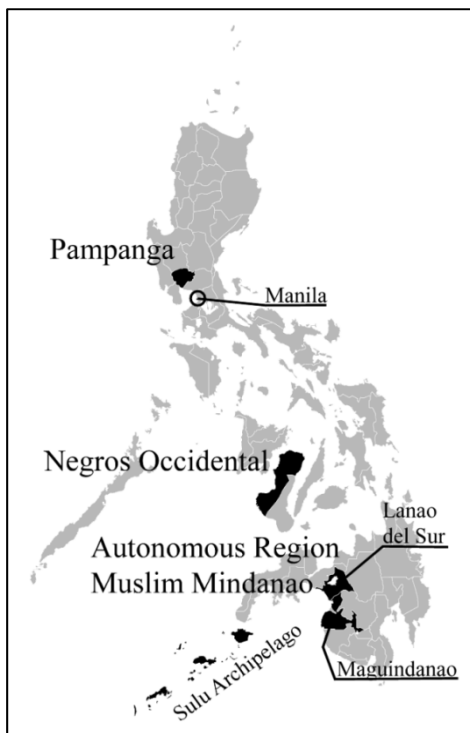 Pampanga
Manila
Negros Occidental
Lanao
del Sur
Autonomous Region
Muslim Mindanao
Sulu Archipelago
Maguindanao